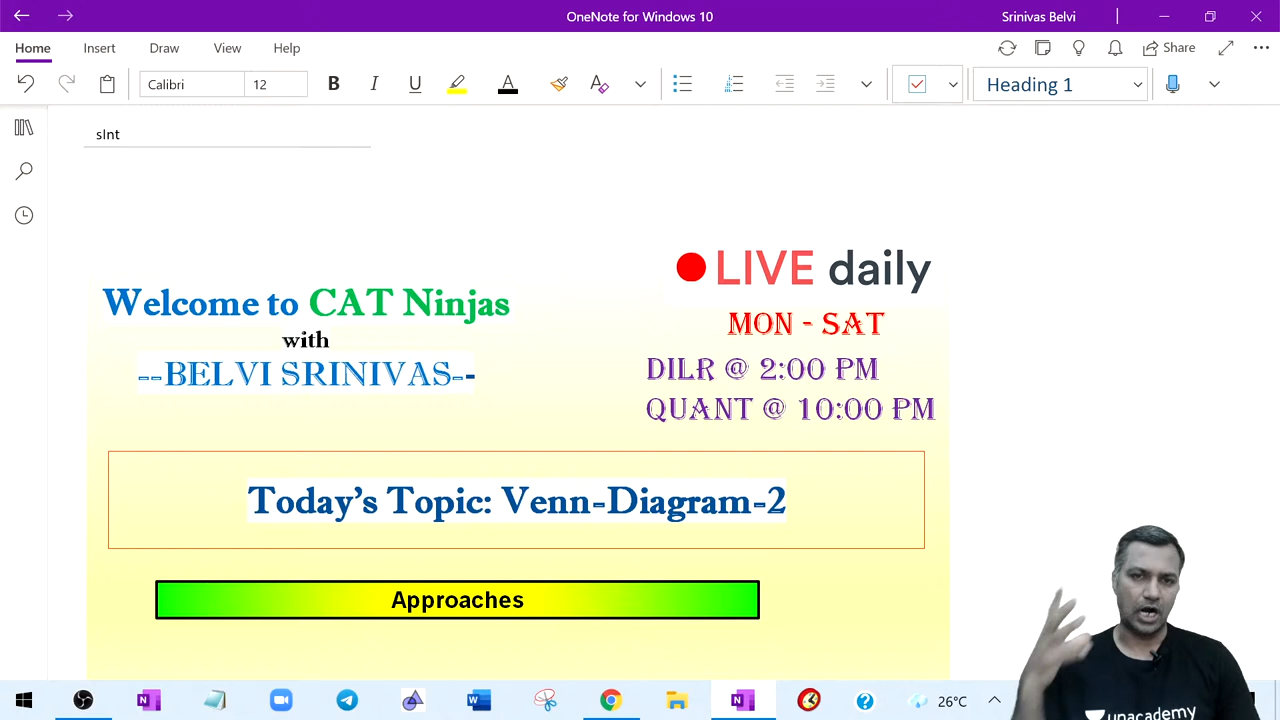 OneNote for Windows 10
Srinivas Belvi
Home
Insert
Draw
View
Help
Share
Calibri
12
B
I
U
A
A
Heading 1
sInt
LIVE daily
Welcome to CAT Ninjas
with
--BELVI SRINIVAS--
MON - SAT
DILR @ 2:00 PM
QUANT @ 10:00 PM
Today's Topic: Venn-Diagram-2
Approaches
26°C
unacademy